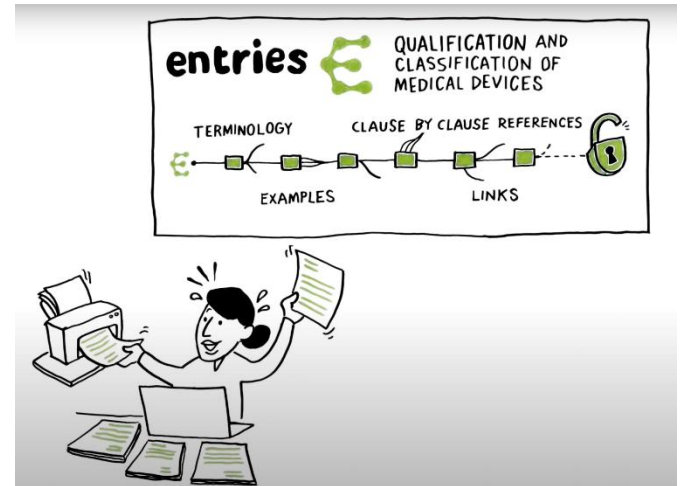 entries
QUALIFICATION AND
CLASSIFICATION OF
MEDICAL DEVICES
TERMINOLOGY
CLAUSE BY CLAUSE REFERENCES
EXAMPLES
LINKS